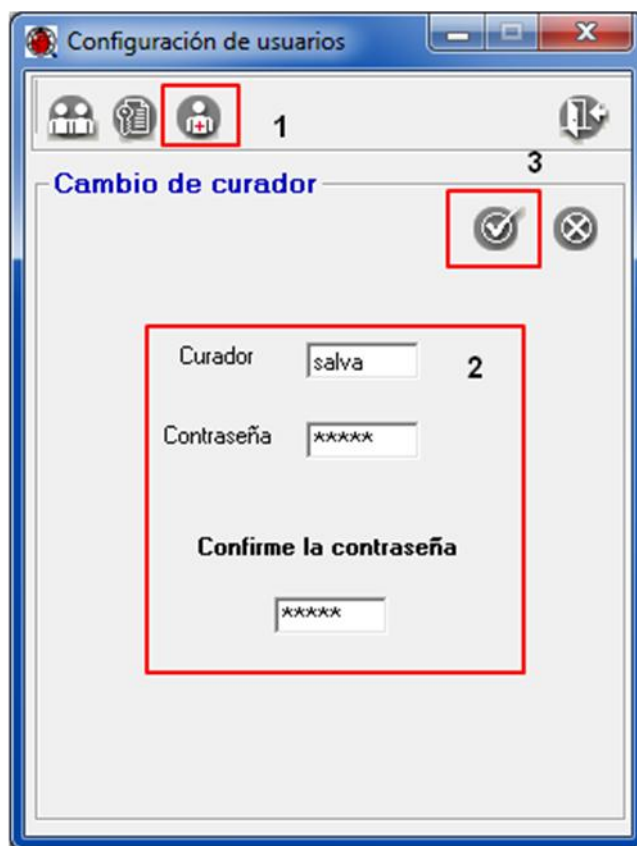 Configuración de usuarios
1
3
Cambio de curador
Curador salva 2
Contraseña *****
Confirme la contraseña
*****